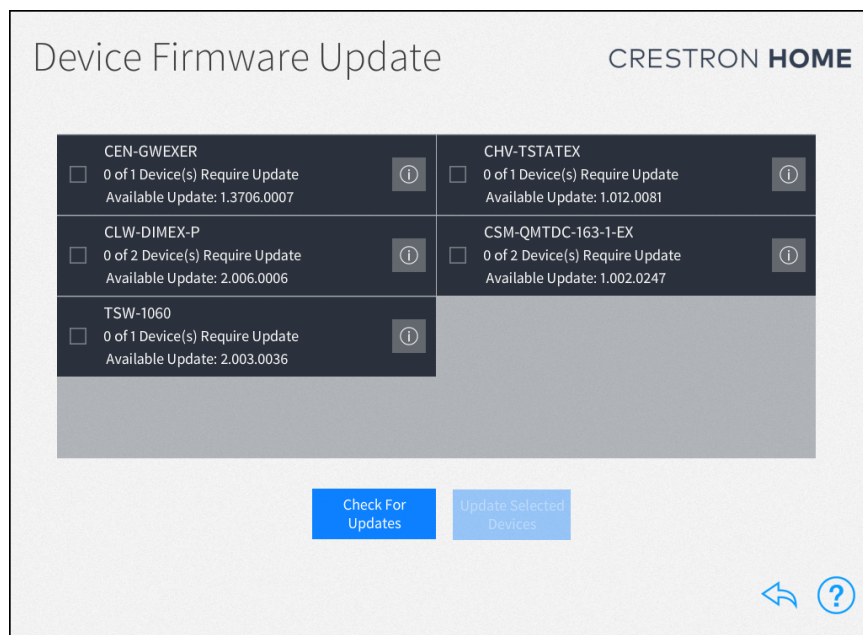 Device Firmware Update
CRESTRON HOME
CEN-GWEXER
0 of 1 Device(s) Require Update
Available Update: 1.3706.0007
CHV-TSTATEX
0 of 1 Device(s) Require Update
Available Update: 1.012.0081
CLW-DIMEX-P
0 of 2 Device(s) Require Update
Available Update: 2.006.0006
CSM-QMTDC-163-1-EX
0 of 2 Device(s) Require Update
Available Update: 1.002.0247
TSW-1060
0 of 1 Device(s) Require Update
Available Update: 2.003.0036
Check For
Updates
Update Selected
Devices
?